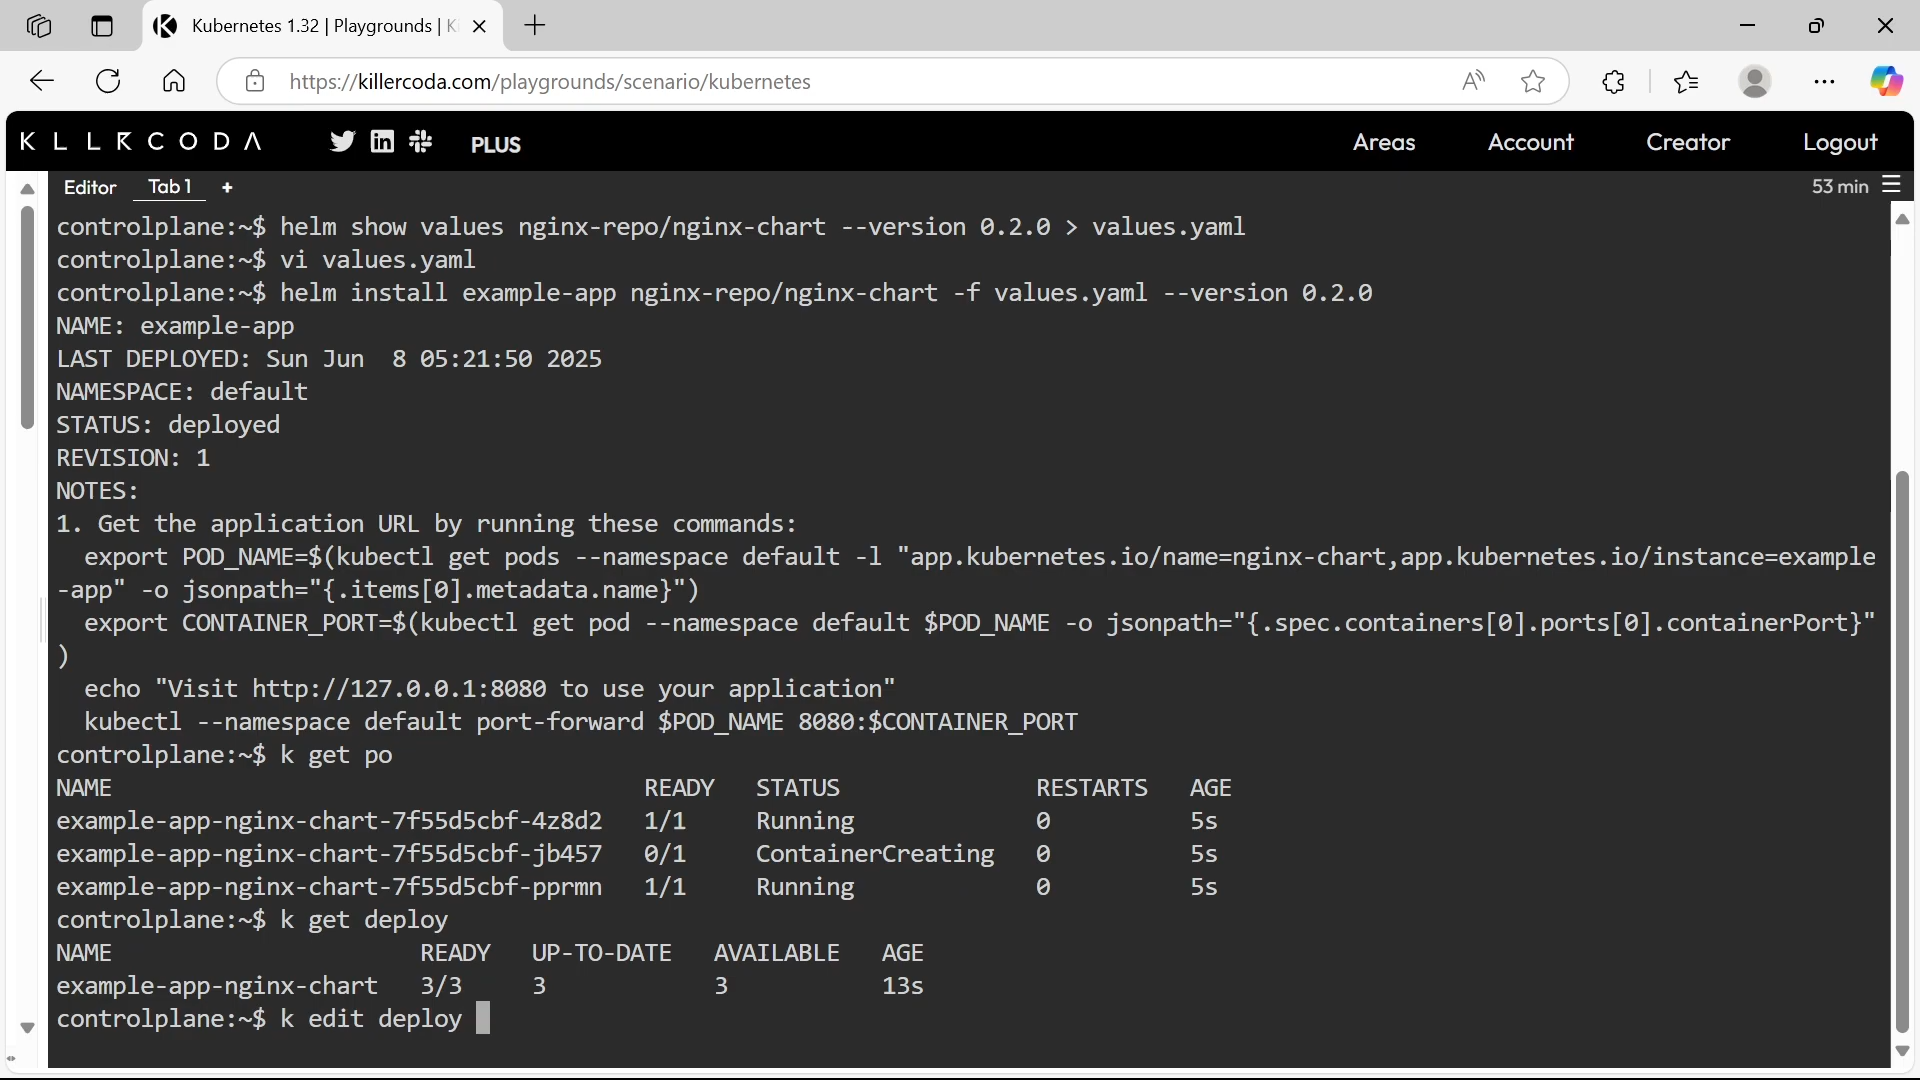 Kubernetes 1.32 | Playgrounds | K
https://killercoda.com/playgrounds/scenario/kubernetes
KLLRCODA PLUS Areas Account Creator Logout
Editor Tab 1 + 53 min
controlplane:~$ helm show values nginx-repo/nginx-chart --version 0.2.0 > values.yaml
controlplane:~$ vi values.yaml
controlplane:~$ helm install example-app nginx-repo/nginx-chart -f values.yaml --version 0.2.0
NAME: example-app
LAST DEPLOYED: Sun Jun  8 05:21:50 2025
NAMESPACE: default
STATUS: deployed
REVISION: 1
NOTES:
1. Get the application URL by running these commands:
  export POD_NAME=$(kubectl get pods --namespace default -l "app.kubernetes.io/name=nginx-chart,app.kubernetes.io/instance=example
-app" -o jsonpath="{.items[0].metadata.name}")
  export CONTAINER_PORT=$(kubectl get pod --namespace default $POD_NAME -o jsonpath="{.spec.containers[0].ports[0].containerPort}"
)
  echo "Visit http://127.0.0.1:8080 to use your application"
  kubectl --namespace default port-forward $POD_NAME 8080:$CONTAINER_PORT
controlplane:~$ k get po
NAME                                      READY   STATUS              RESTARTS   AGE
example-app-nginx-chart-7f55d5cbf-4z8d2   1/1     Running             0          5s
example-app-nginx-chart-7f55d5cbf-jb457   0/1     ContainerCreating   0          5s
example-app-nginx-chart-7f55d5cbf-pprmn   1/1     Running             0          5s
controlplane:~$ k get deploy
NAME                      READY   UP-TO-DATE   AVAILABLE   AGE
example-app-nginx-chart   3/3     3            3           13s
controlplane:~$ k edit deploy